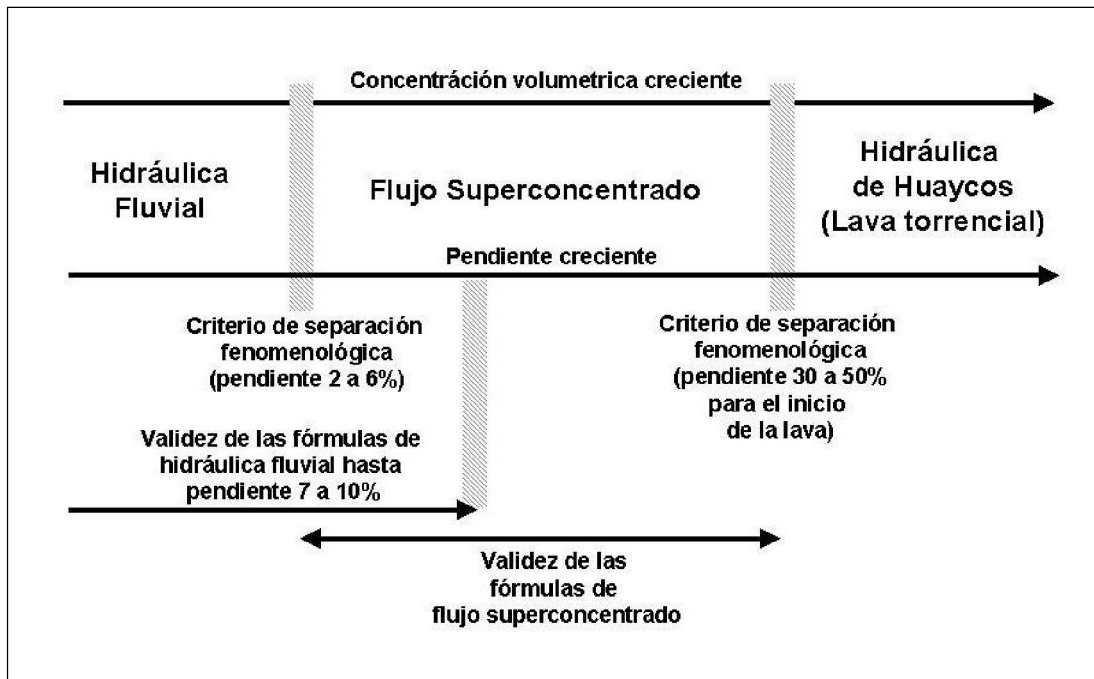 Concentráción volumetrica creciente
Hidráulica
Fluvial
Flujo Superconcentrado
Hidráulica
de Huaycos
(Lava torrencial)
Pendiente creciente
Criterio de separación
fenomenológica
(pendiente 2 a 6%)
Criterio de separación
fenomenológica
(pendiente 30 a 50%
para el inicio
de la lava)
Validez de las fórmulas de
hidráulica fluvial hasta
pendiente 7 a 10%
Validez de las
fórmulas de
flujo superconcentrado